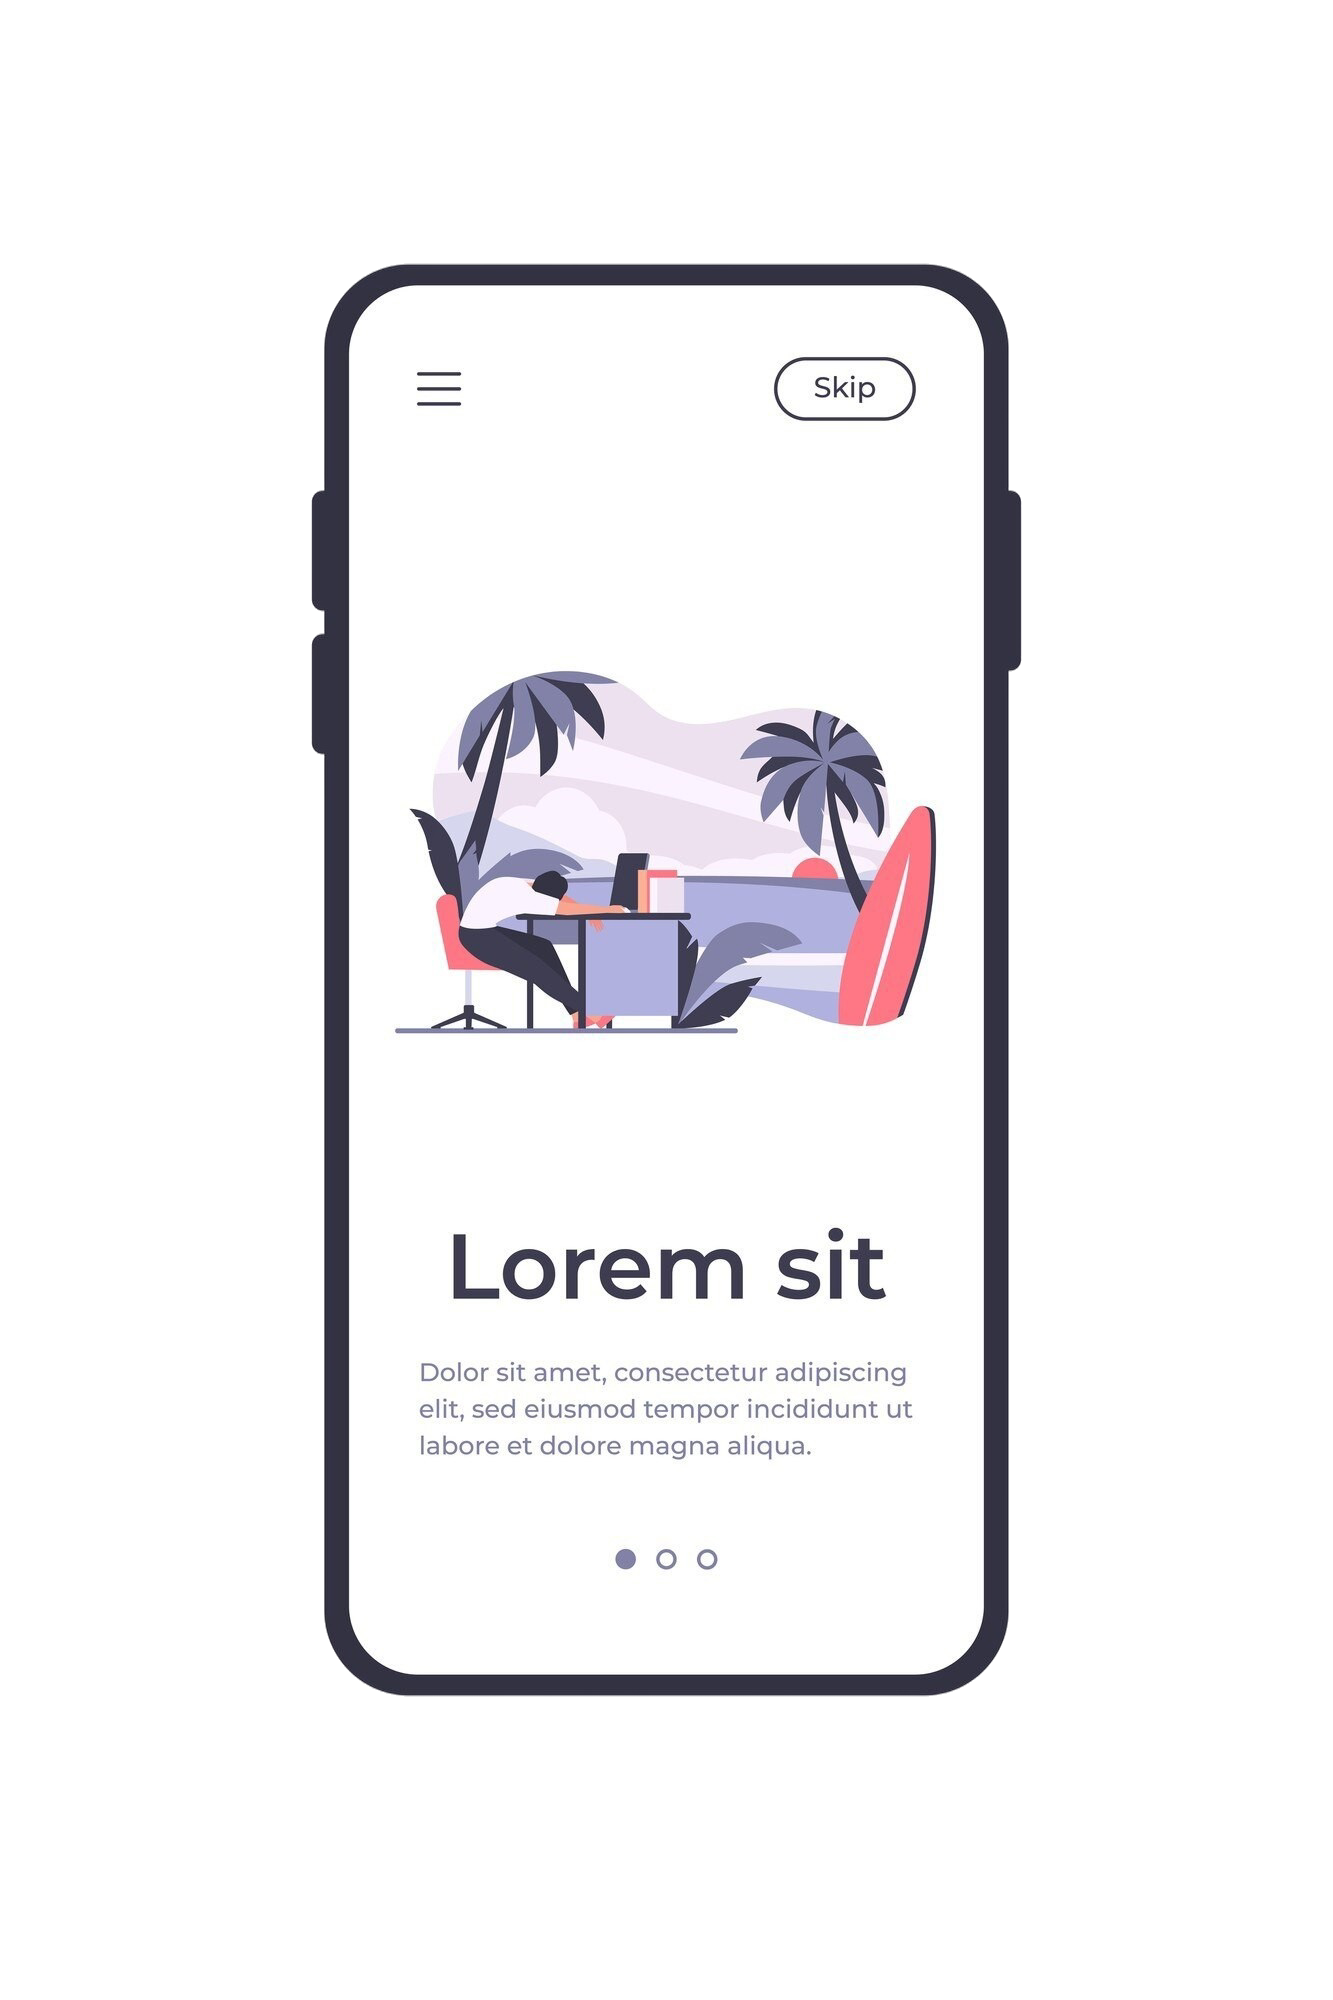 Skip
Lorem sit
Dolor sit amet, consectetur adipiscing
elit, sed eiusmod tempor incididunt ut
labore et dolore magna aliqua.